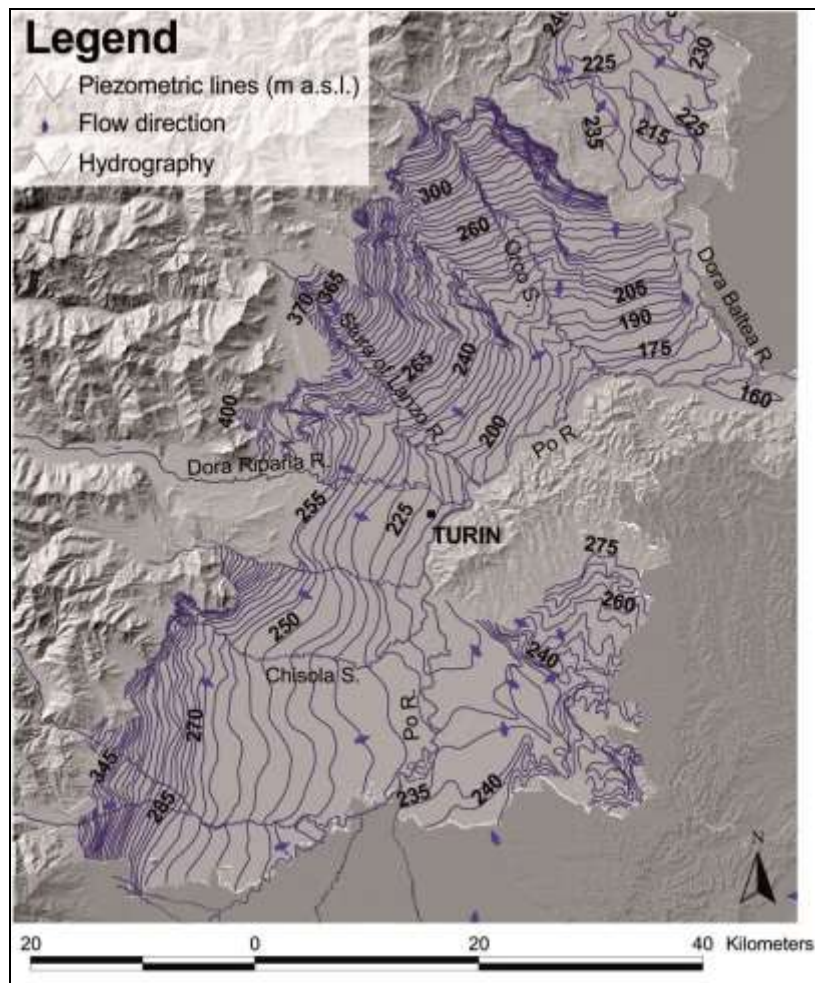 Legend
Piezometric lines (m a.s.l.)
Flow direction
Hydrography
240
225
230
235
215
225
300
260
Orco S.
Dora Baltea R.
205
190
175
160
370
365
Stura of Lanzo R.
265
240
200
400
Dora Riparia R.
Po R.
255
225
TURIN
275
260
250
240
Chisola S.
270
Po R.
345
285
235
240
N
20
0
20
40
Kilometers